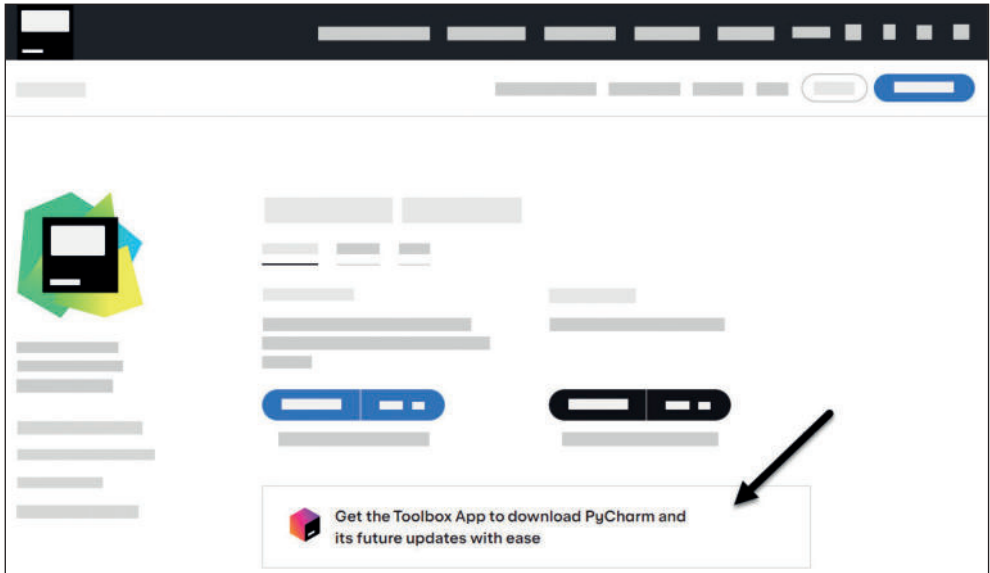 Get the Toolbox App to download PyCharm and
its future updates with ease